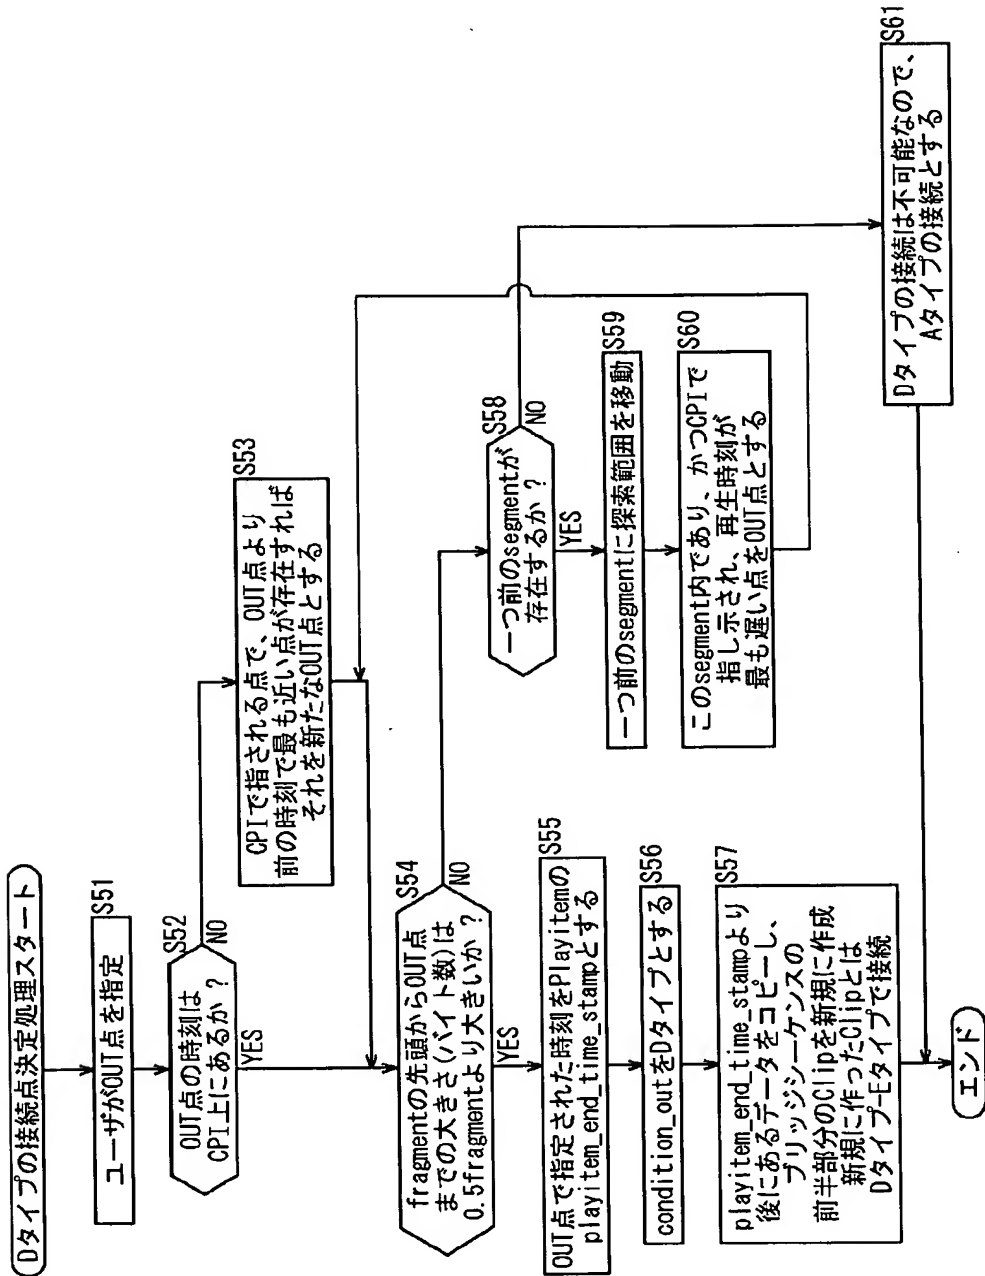 Dタイプの接続点決定処理スタート
S51
ユーザがOUT点を指定
S52
OUT点の時刻は
CPI上にあるか?
NO
YES
S53
CPIで指される点で、OUT点より
前の時刻で最も近い点が存在すれば
それを新たなOUT点とする
S54
fragmentの先頭からOUT点
までの大きさ(バイト数)は
0.5fragmentより大きいか?
NO
YES
S55
OUT点で指定された時刻をPlayitemの
playitem_end_time_stampとする
S56
condition_outをDタイプとする
S57
playitem_end_time_stampより
後にあるデータをコピーし、
ブリッジシーケンスの
前半部分のClipを新規に作成
新規に作ったClipとは
Dタイプ-Eタイプで接続
S58
一つ前のsegmentが
存在するか?
NO
YES
S59
一つ前のsegmentに探索範囲を移動
S60
このsegment内であり、かつCPIで
指し示され、再生時刻が
最も遅い点をOUT点とする
S61
Dタイプの接続は不可能なので、
Aタイプの接続とする
エンド